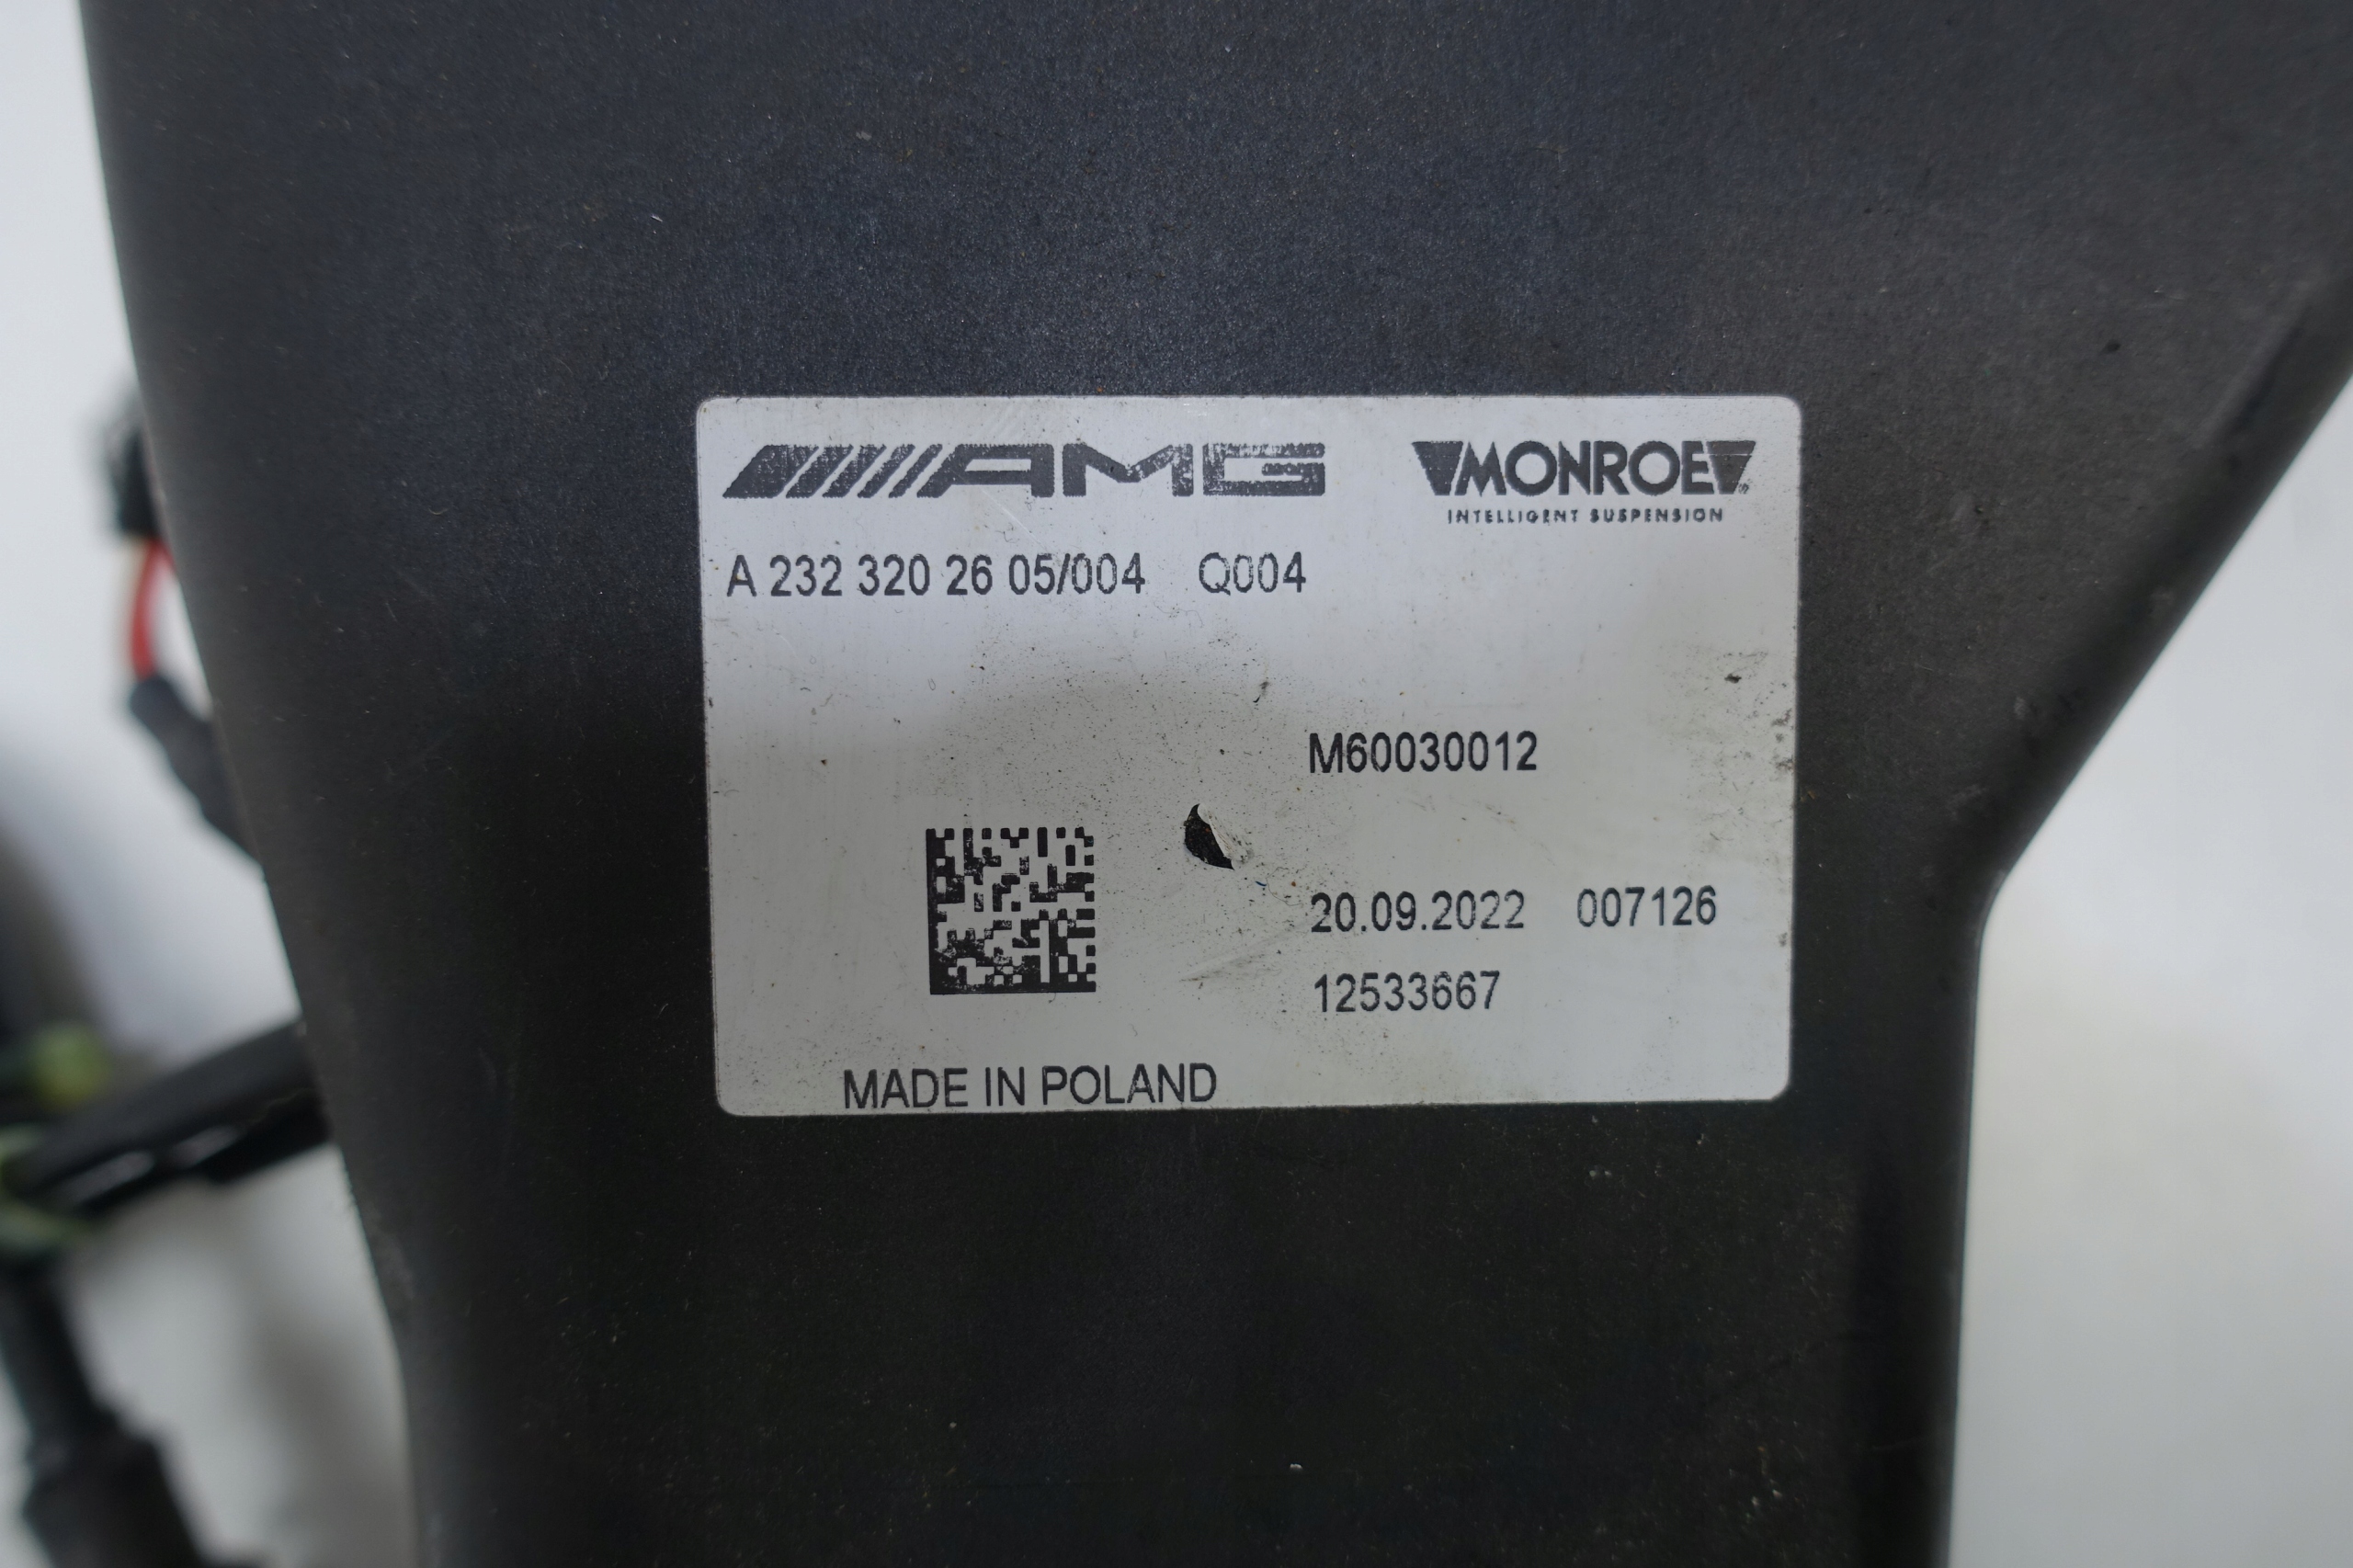 AMG MONROE
INTELLIGENT SUSPENSION
A 232 320 26 05/004 Q004
M60030012
20.09.2022 007126
12533667
MADE IN POLAND